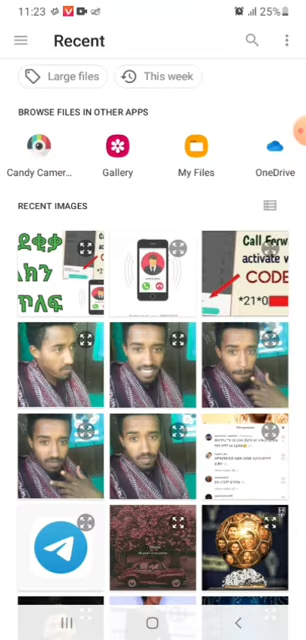 11:23
25%
Recent
Large files
This week
BROWSE FILES IN OTHER APPS
Candy Camer...
Gallery
My Files
OneDrive
RECENT IMAGES
ደቂቃ
ክን
ጥለፍ
Call Forw
activate v
CODE
*21*0